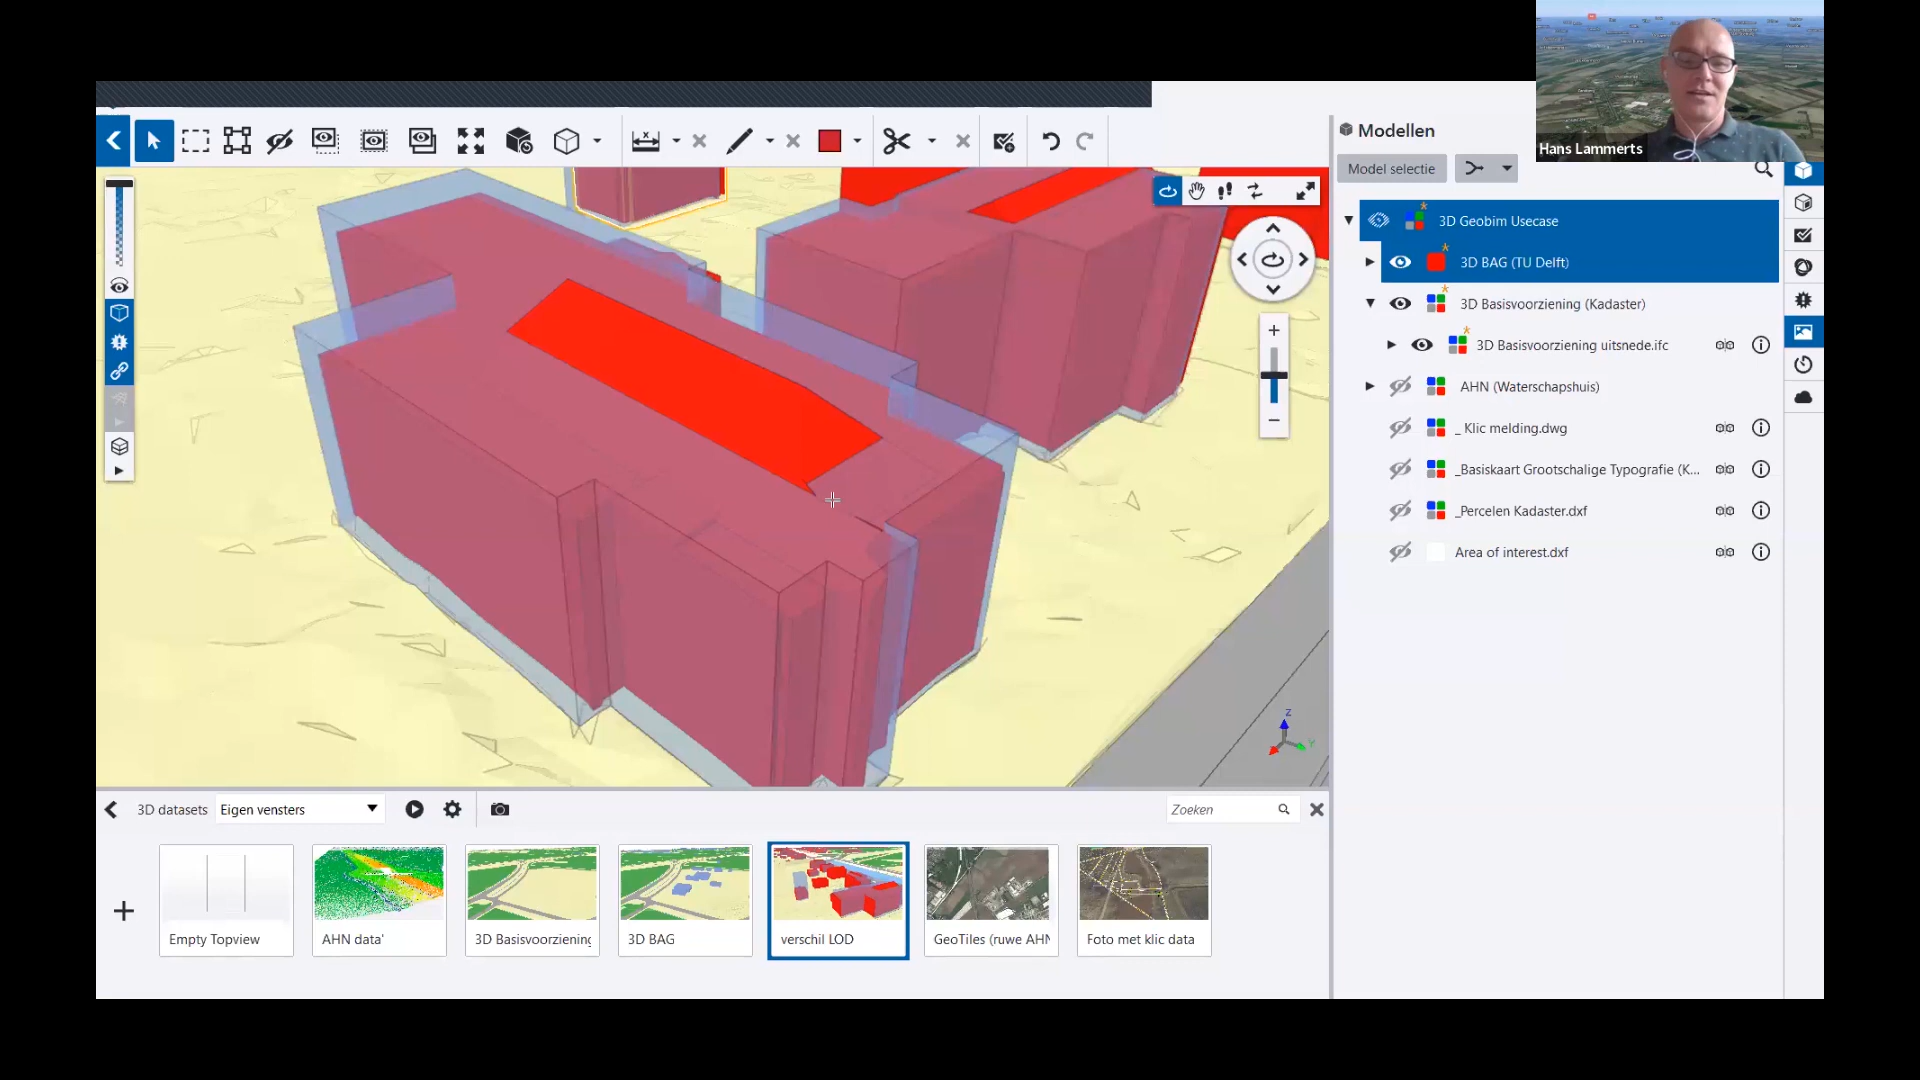 Hans Lammerts
Modellen
Model selectie
3D Geobim Usecase
3D BAG (TU Delft)
3D Basisvoorziening (Kadaster)
3D Basisvoorziening uitsnede.ifc
AHN (Waterschapshuis)
_ Klic melding.dwg
_Basiskaart Grootschalige Typografie (K...
_Percelen Kadaster.dxf
Area of interest.dxf
Z
Y
3D datasets
Eigen vensters
Zoeken
Empty Topview
AHN data'
3D Basisvoorziening
3D BAG
verschil LOD
GeoTiles (ruwe AHN
Foto met klic data